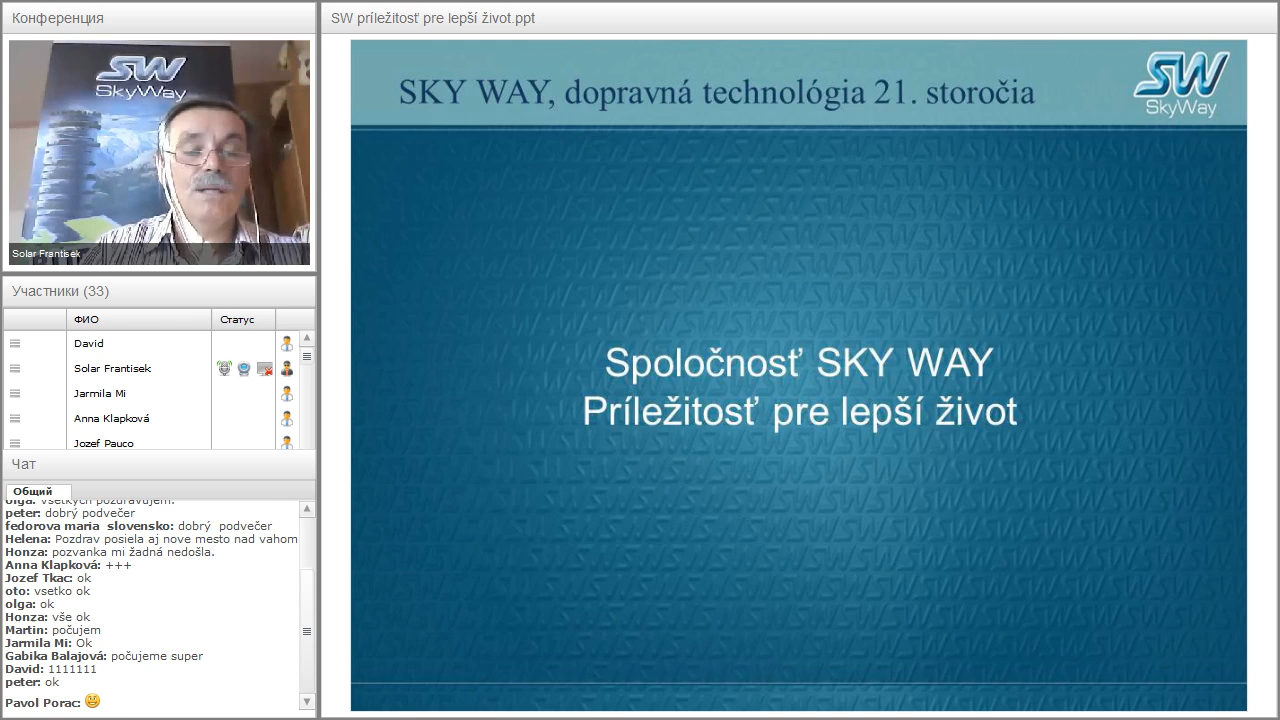 Конференция
SW
SkyWay
Solar Frantisek
Участники (33)
ФИО
Статус
David
Solar Frantisek
Jarmila Mi
Anna Klapková
Jozef Pauco
Чат
Общий
olga: vsetkych pozdravujem.
peter: dobrý podvečer
fedorova maria slovensko: dobrý podvečer
Helena: Pozdrav posiela aj nove mesto nad vahom
Honza: pozvanka mi žadná nedošla.
Anna Klapková: +++
Jozef Tkac: ok
oto: vsetko ok
olga: ok
Honza: vše ok
Martin: počujem
Jarmila Mi: Ok
Gabika Balajová: počujeme super
David: 1111111
peter: ok
Pavol Porac:
SW príležitosť pre lepší život.ppt
SKY WAY, dopravná technológia 21. storočia
SW
SkyWay
Spoločnosť SKY WAY
Príležitosť pre lepší život